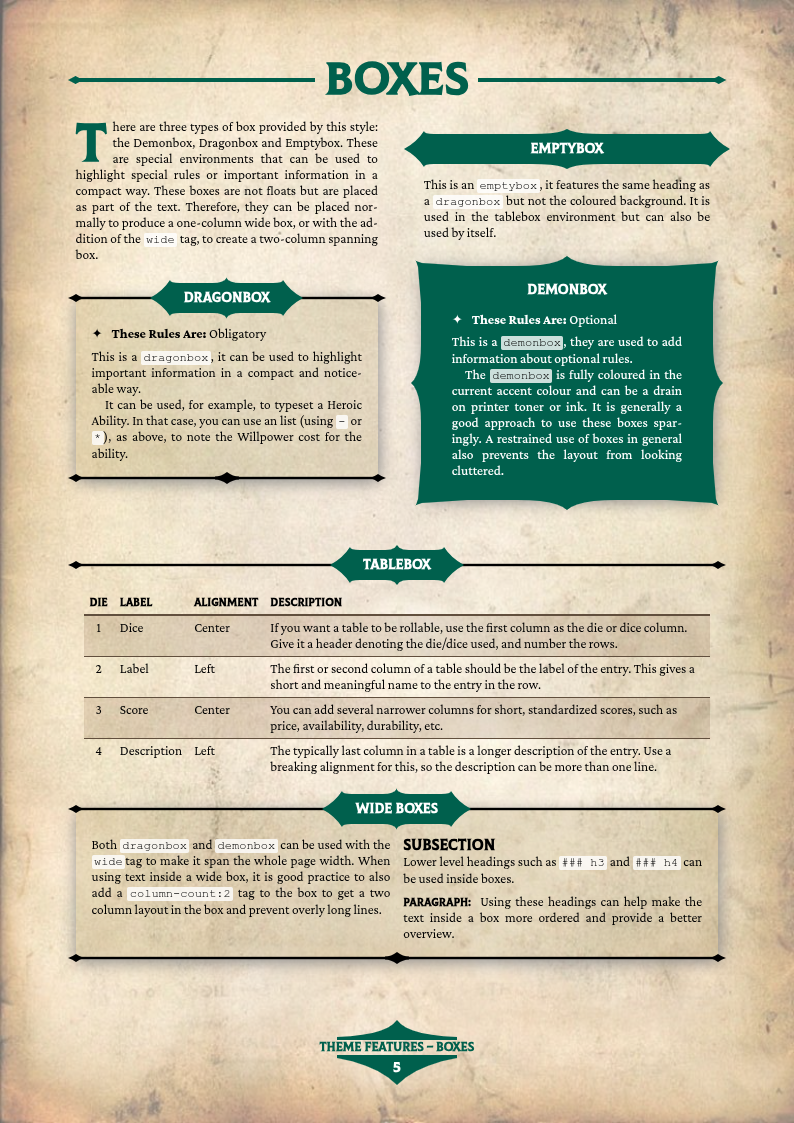 BOXES
There are three types of box provided by this style:
the Demonbox, Dragonbox and Emptybox. These
are special environments that can be used to
highlight special rules or important information in a
compact way. These boxes are not floats but are placed
as part of the text. Therefore, they can be placed nor-
mally to produce a one-column wide box, or with the ad-
dition of the wide tag, to create a two-column spanning
box.
DRAGONBOX
✦ These Rules Are: Obligatory
This is a dragonbox, it can be used to highlight
important information in a compact and notice-
able way.
It can be used, for example, to typeset a Heroic
Ability. In that case, you can use an list (using - or
*), as above, to note the Willpower cost for the
ability.
EMPTYBOX
This is an emptybox, it features the same heading as
a dragonbox but not the coloured background. It is
used in the tablebox environment but can also be
used by itself.
DEMONBOX
✦ These Rules Are: Optional
This is a demonbox, they are used to add
information about optional rules.
The demonbox is fully coloured in the
current accent colour and can be a drain
on printer toner or ink. It is generally a
good approach to use these boxes spar-
ingly. A restrained use of boxes in general
also prevents the layout from looking
cluttered.
TABLEBOX
DIE LABEL ALIGNMENT DESCRIPTION
1 Dice Center If you want a table to be rollable, use the first column as the die or dice column.
Give it a header denoting the die/dice used, and number the rows.
2 Label Left The first or second column of a table should be the label of the entry. This gives a
short and meaningful name to the entry in the row.
3 Score Center You can add several narrower columns for short, standardized scores, such as
price, availability, durability, etc.
4 Description Left The typically last column in a table is a longer description of the entry. Use a
breaking alignment for this, so the description can be more than one line.
WIDE BOXES
Both dragonbox and demonbox can be used with the
wide tag to make it span the whole page width. When
using text inside a wide box, it is good practice to also
add a column-count:2 tag to the box to get a two
column layout in the box and prevent overly long lines.
SUBSECTION
Lower level headings such as ### h3 and ### h4 can
be used inside boxes.
PARAGRAPH: Using these headings can help make the
text inside a box more ordered and provide a better
overview.
THEME FEATURES – BOXES
5